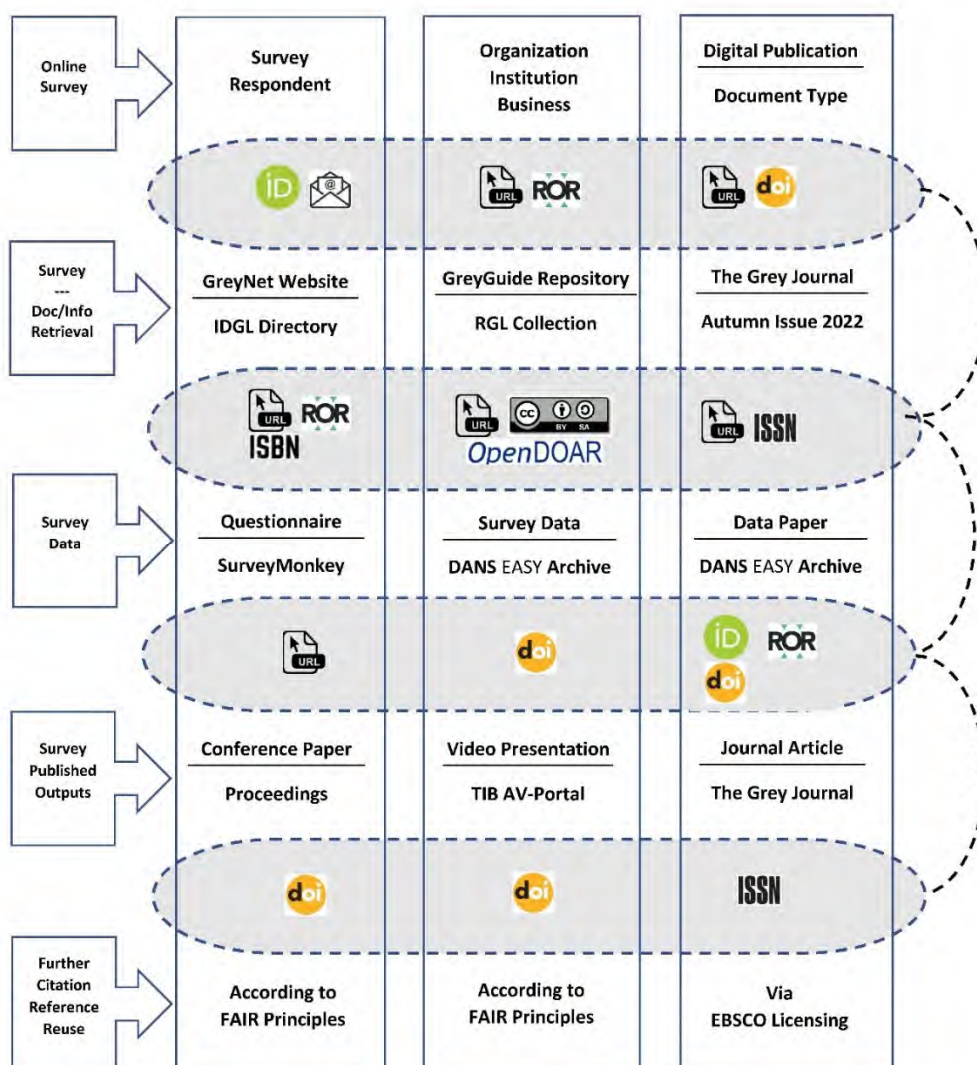 Online
Survey
Survey
Respondent
Organization
Institution
Business
Digital Publication
Document Type
iD
@
URL
ROR
URL
doi
Survey
---
Doc/Info
Retrieval
GreyNet Website
IDGL Directory
GreyGuide Repository
RGL Collection
The Grey Journal
Autumn Issue 2022
URL
ROR
ISBN
URL
cc
BY SA
OpenDOAR
URL
ISSN
Survey
Data
Questionnaire
SurveyMonkey
Survey Data
DANS EASY Archive
Data Paper
DANS EASY Archive
URL
doi
iD
ROR
doi
Survey
Published
Outputs
Conference Paper
Proceedings
Video Presentation
TIB AV-Portal
Journal Article
The Grey Journal
doi
doi
ISSN
Further
Citation
Reference
Reuse
According to
FAIR Principles
According to
FAIR Principles
Via
EBSCO Licensing